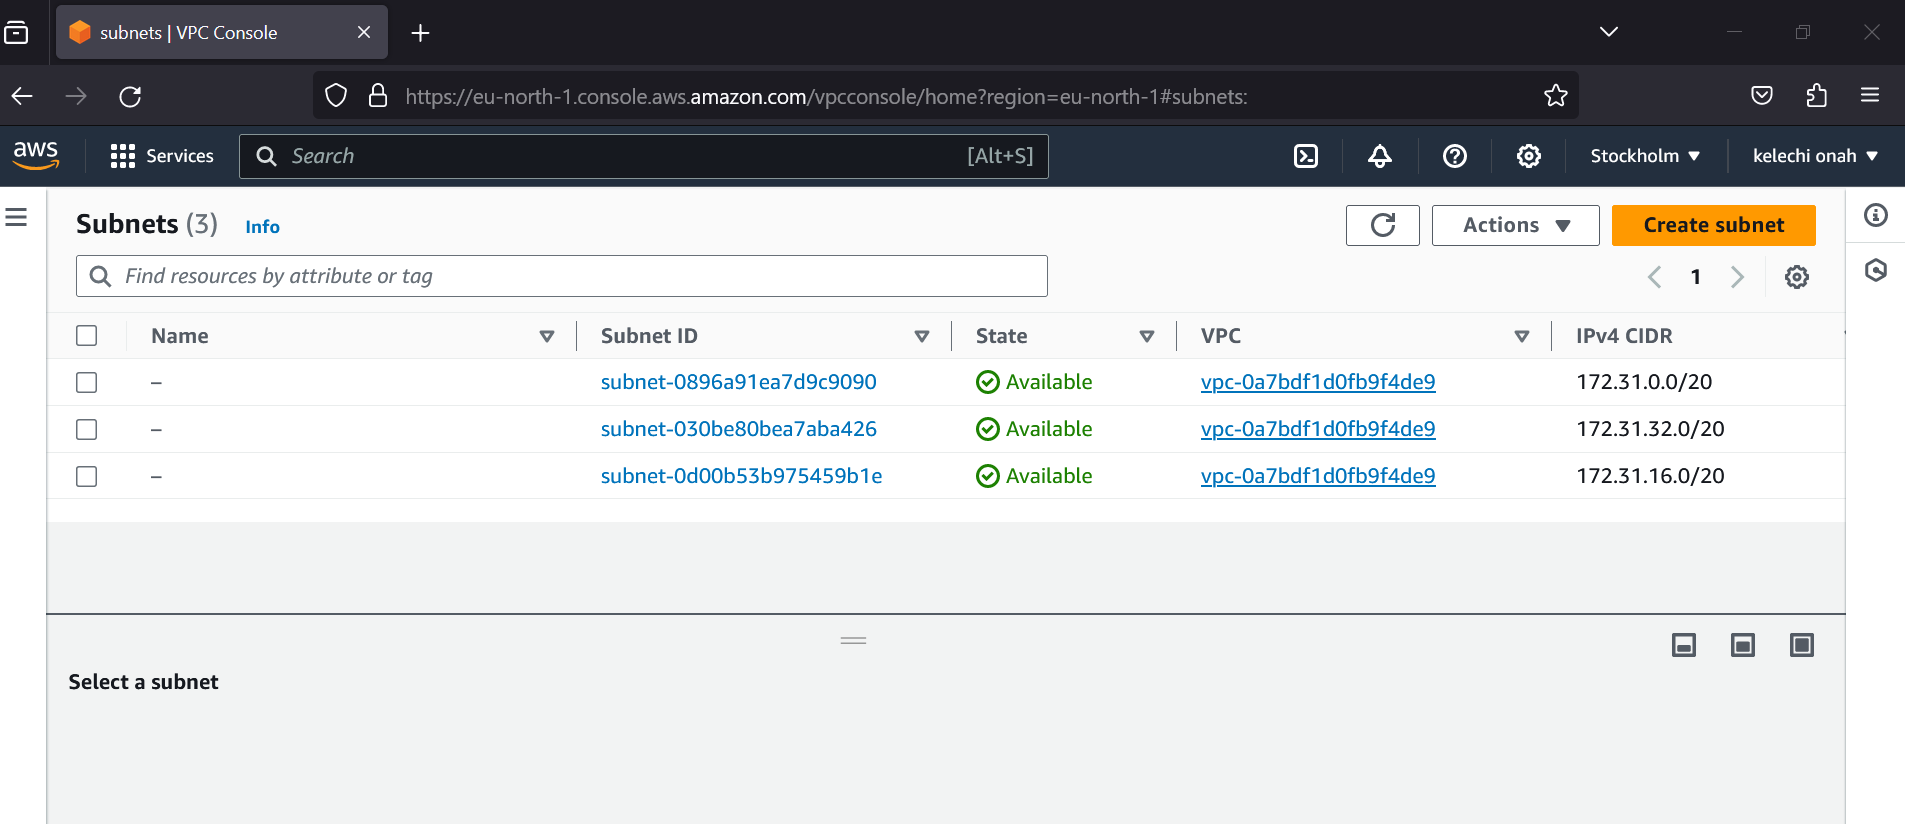 subnets | VPC Console
https://eu-north-1.console.aws.amazon.com/vpcconsole/home?region=eu-north-1#subnets:
aws Services Search [Alt+S] Stockholm kelechi onah
Subnets (3) Info Actions Create subnet
Find resources by attribute or tag 1
Name Subnet ID State VPC IPv4 CIDR
– subnet-0896a91ea7d9c9090 Available vpc-0a7bdf1d0fb9f4de9 172.31.0.0/20
– subnet-030be80bea7aba426 Available vpc-0a7bdf1d0fb9f4de9 172.31.32.0/20
– subnet-0d00b53b975459b1e Available vpc-0a7bdf1d0fb9f4de9 172.31.16.0/20
Select a subnet